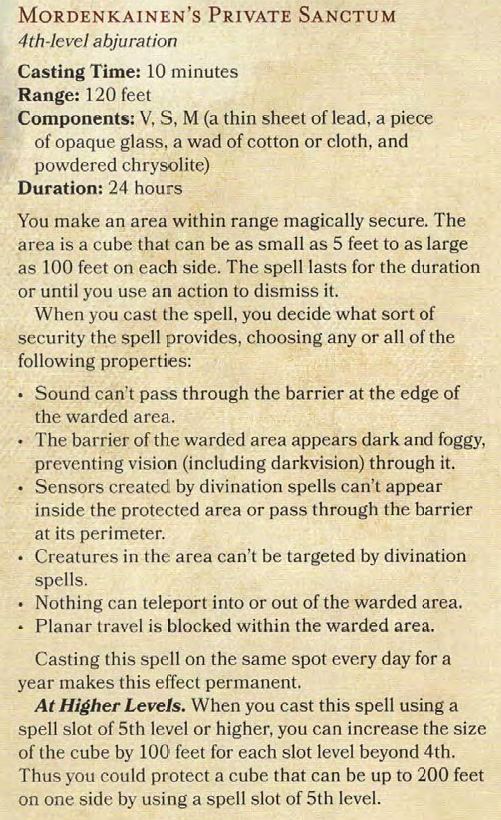 MORDENKAINEN'S PRIVATE SANCTUM
4th-level abjuration
Casting Time: 10 minutes
Range: 120 feet
Components: V, S, M (a thin sheet of lead, a piece
of opaque glass, a wad of cotton or cloth, and
powdered chrysolite)
Duration: 24 hours
You make an area within range magically secure. The
area is a cube that can be as small as 5 feet to as large
as 100 feet on each side. The spell lasts for the duration
or until you use an action to dismiss it.
When you cast the spell, you decide what sort of
security the spell provides, choosing any or all of the
following properties:
• Sound can't pass through the barrier at the edge of
the warded area.
• The barrier of the warded area appears dark and foggy,
preventing vision (including darkvision) through it.
• Sensors created by divination spells can't appear
inside the protected area or pass through the barrier
at its perimeter.
• Creatures in the area can't be targeted by divination
spells.
• Nothing can teleport into or out of the warded area.
• Planar travel is blocked within the warded area.
Casting this spell on the same spot every day for a
year makes this effect permanent.
At Higher Levels. When you cast this spell using a
spell slot of 5th level or higher, you can increase the size
of the cube by 100 feet for each slot level beyond 4th.
Thus you could protect a cube that can be up to 200 feet
on one side by using a spell slot of 5th level.